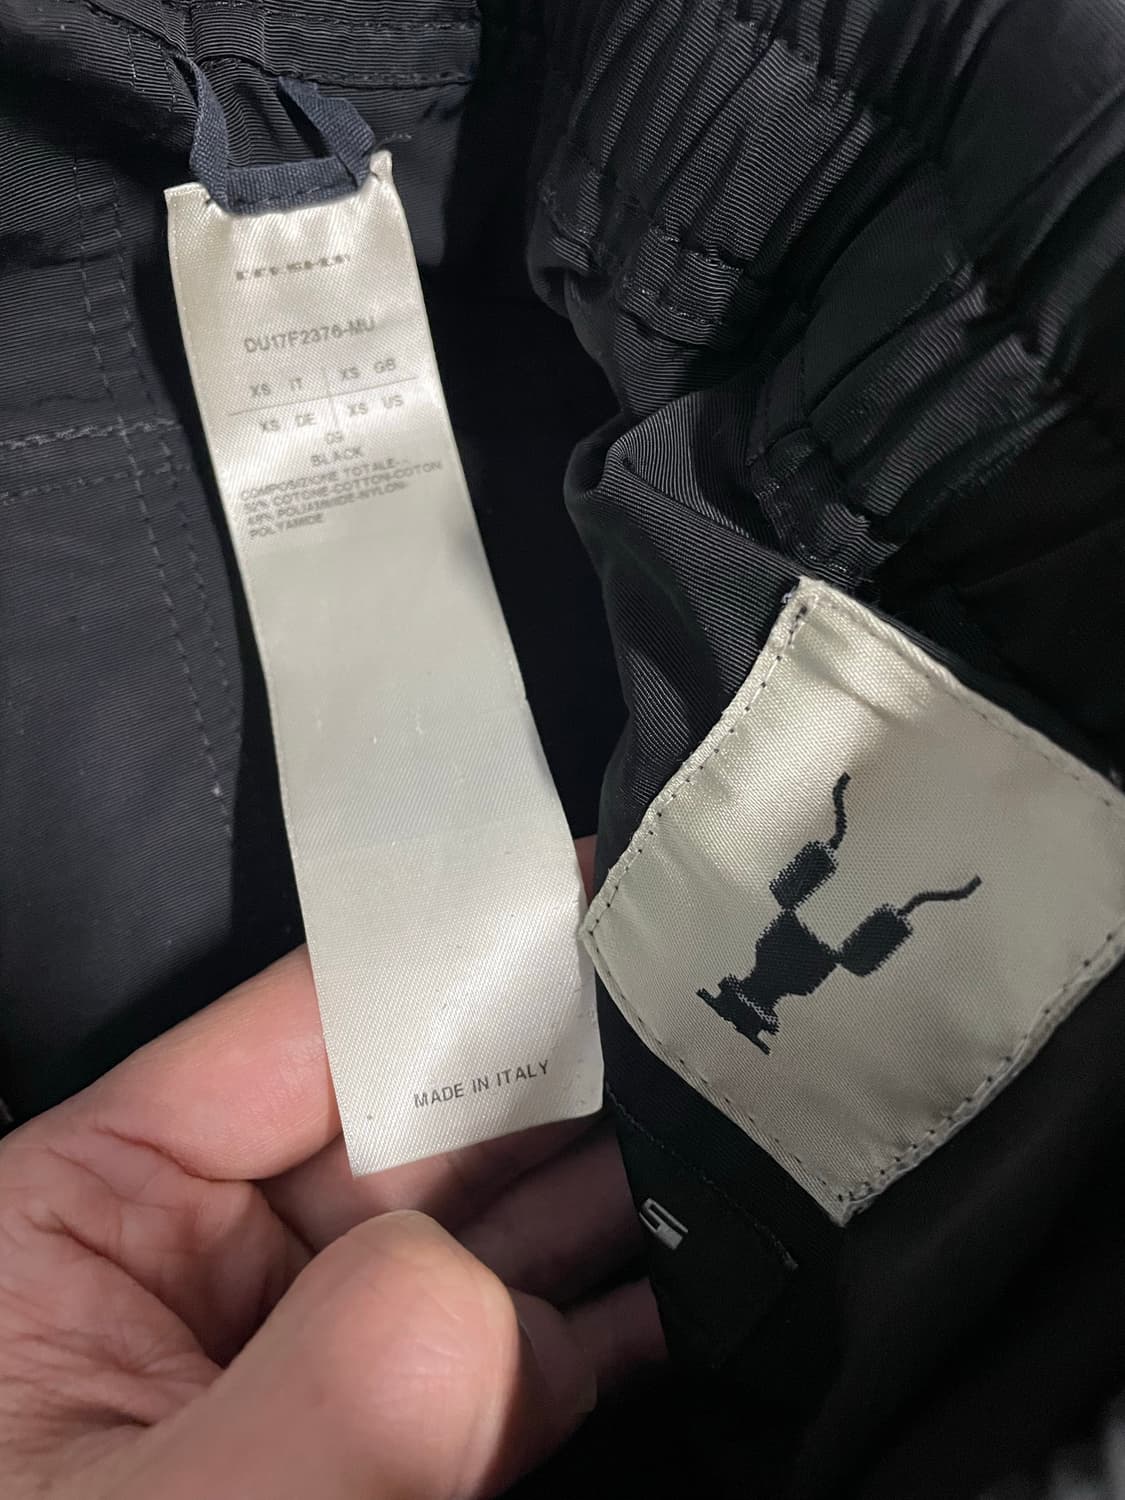 DU17F2376-MU
XS IT XS GB
XS DE XS US
09
BLACK
COMPOSIZIONE TOTALE-
52% COTONE-COTTON-COTON
48% POLIAMMIDE-NYLON-
POLYAMIDE
MADE IN ITALY